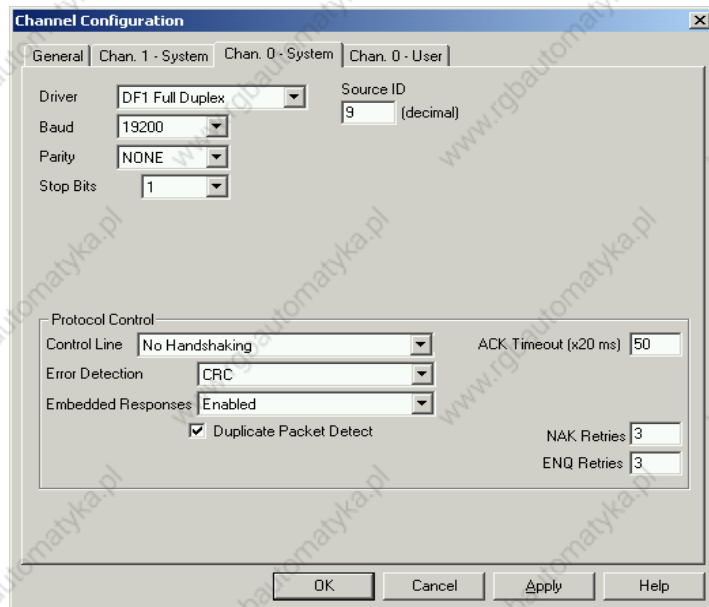 Channel Configuration
General Chan. 1 - System Chan. 0 - System Chan. 0 - User
Driver DF1 Full Duplex Source ID
9 (decimal)
Baud 19200
Parity NONE
Stop Bits 1
Protocol Control
Control Line No Handshaking ACK Timeout (x20 ms) 50
Error Detection CRC
Embedded Responses Enabled
Duplicate Packet Detect NAK Retries 3
ENQ Retries 3
OK Cancel Apply Help
www.rgbautomatyka.pl